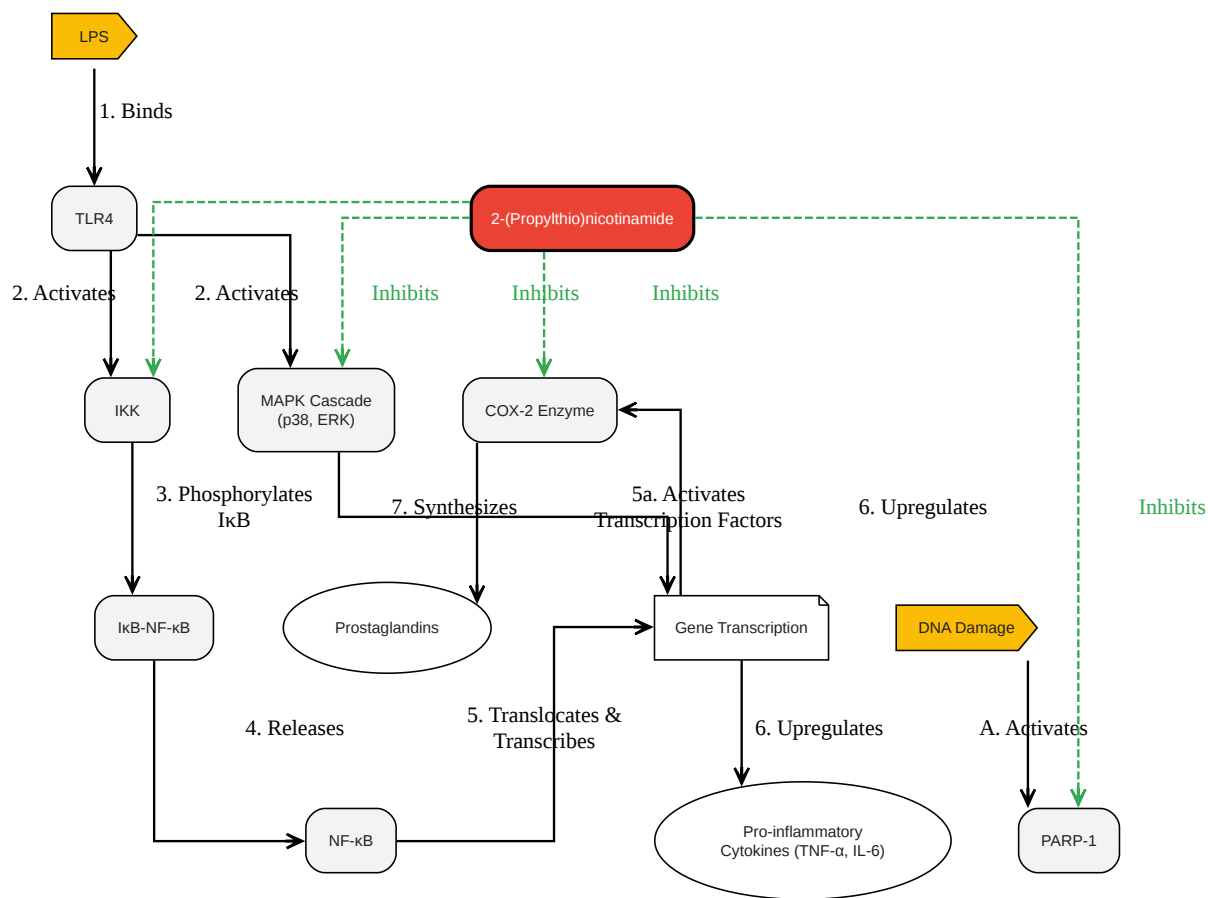 LPS
1. Binds
TLR4
2-(Propylthio)nicotinamide
2. Activates
2. Activates
Inhibits
Inhibits
Inhibits
IKK
MAPK Cascade
(p38, ERK)
COX-2 Enzyme
3. Phosphorylates
IκB
7. Synthesizes
5a. Activates
Transcription Factors
6. Upregulates
Inhibits
IκB-NF-κB
Prostaglandins
Gene Transcription
DNA Damage
4. Releases
5. Translocates &
Transcribes
6. Upregulates
A. Activates
NF-κB
Pro-inflammatory
Cytokines (TNF-α, IL-6)
PARP-1